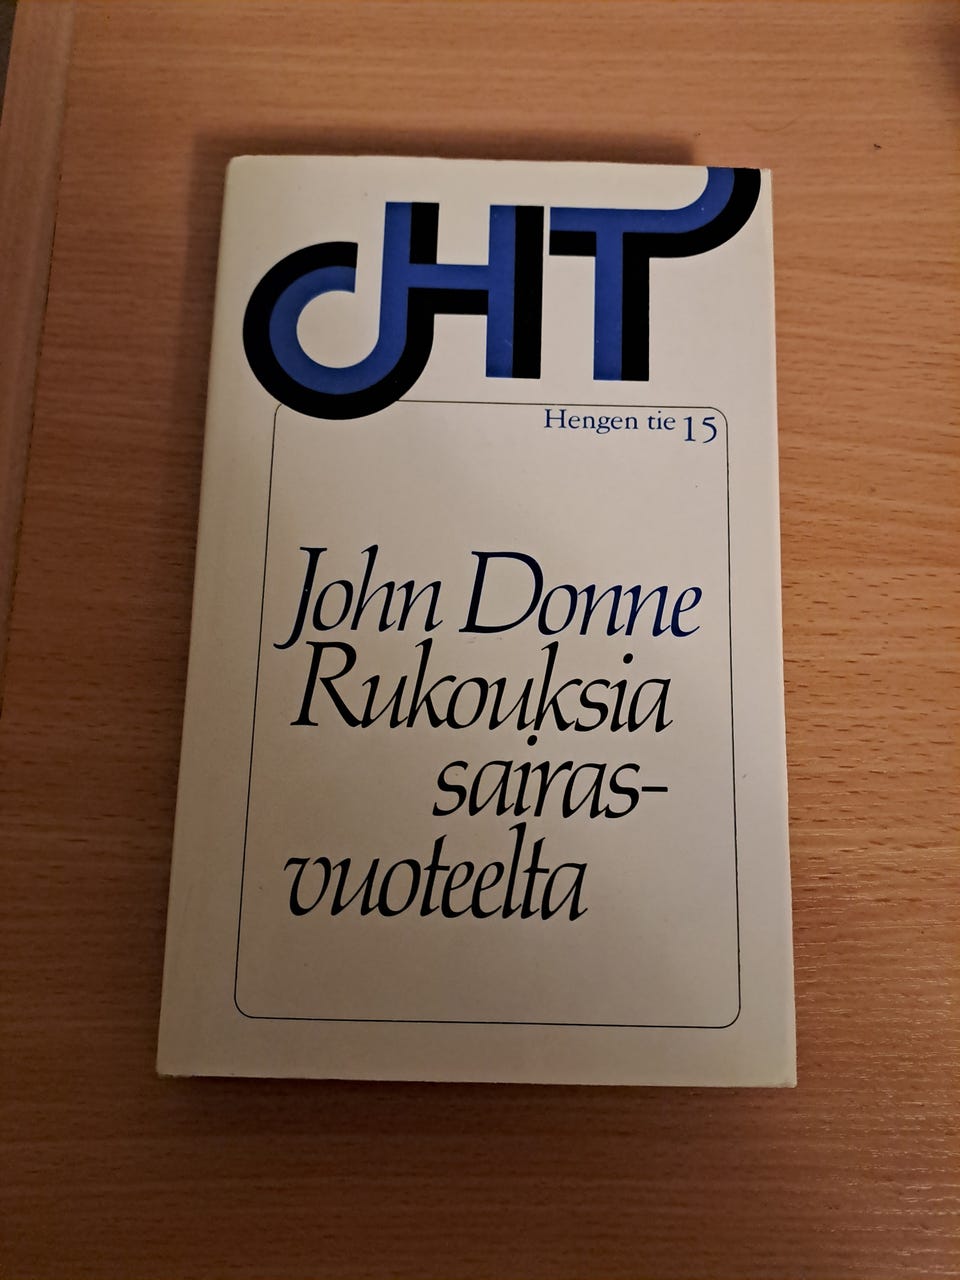 HT
Hengen tie 15
John Donne
Rukouksia
sairas-
vuoteelta